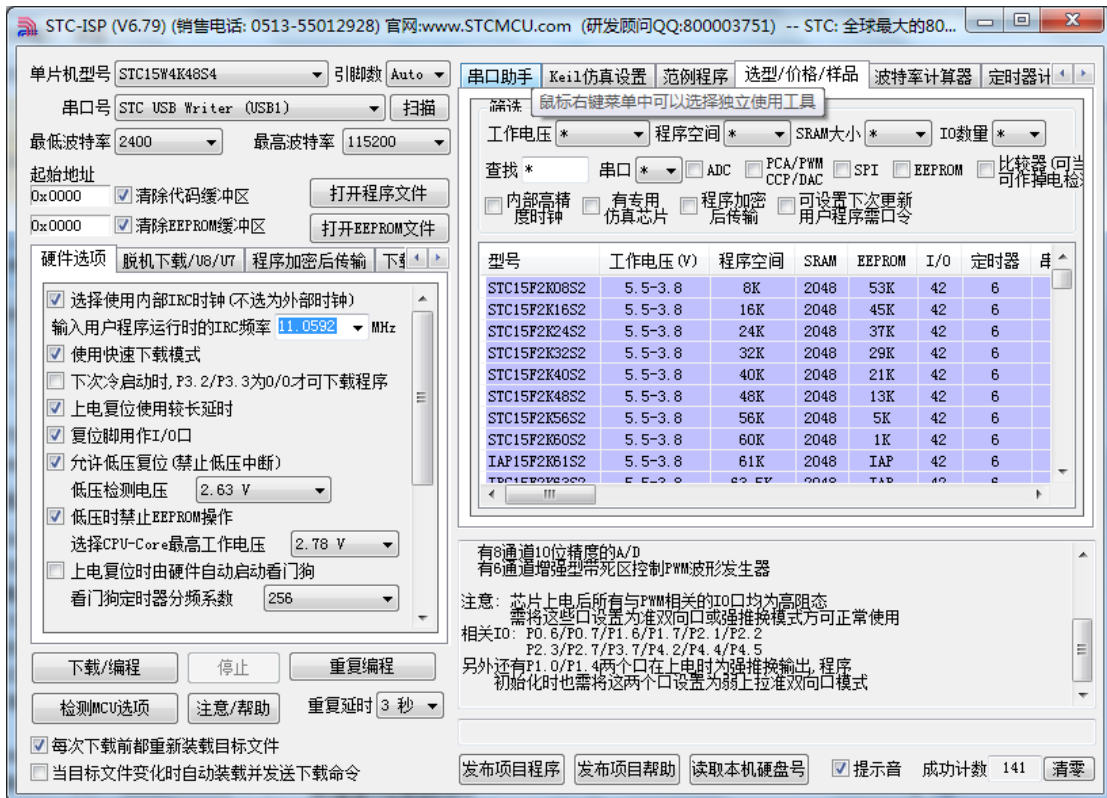 STC-ISP (V6.79) (销售电话: 0513-55012928) 官网:www.STCMCU.com (研发顾问QQ:800003751) -- STC: 全球最大的80...
单片机型号 STC15W4K48S4 引脚数 Auto
串口号 STC USB Writer (USB1) 扫描
最低波特率 2400 最高波特率 115200
起始地址
0x0000 清除代码缓冲区 打开程序文件
0x0000 清除EEPROM缓冲区 打开EEPROM文件
硬件选项 脱机下载/U8/U7 程序加密后传输
选择使用内部IRC时钟(不选为外部时钟)
输入用户程序运行时的IRC频率 11.0592 MHz
使用快速下载模式
下次冷启动时,P3.2/P3.3为0/0才可下载程序
上电复位使用较长延时
复位脚用作I/O口
允许低压复位(禁止低压中断)
低压检测电压 2.63 V
低压时禁止EEPROM操作
选择CPU-Core最高工作电压 2.78 V
上电复位时由硬件自动启动看门狗
看门狗定时器分频系数 256
下载/编程 停止 重复编程
检测MCU选项 注意/帮助 重复延时 3 秒
每次下载前都重新装载目标文件
当目标文件变化时自动装载并发送下载命令
串口助手 Keil仿真设置 范例程序 选型/价格/样品 波特率计算器 定时器计
筛选 鼠标右键菜单中可以选择独立使用工具
工作电压 * 程序空间 * SRAM大小 * IO数量 *
查找 * 串口 * ADC PCA/PWM CCP/DAC SPI EEPROM 比较器(可当 可作掉电检
内部高精度时钟 有专用仿真芯片 程序加密后传输 可设置下次更新用户程序需口令
型号 工作电压(V) 程序空间 SRAM EEPROM I/O 定时器
STC15F2K08S2 5.5-3.8 8K 2048 53K 42 6
STC15F2K16S2 5.5-3.8 16K 2048 45K 42 6
STC15F2K24S2 5.5-3.8 24K 2048 37K 42 6
STC15F2K32S2 5.5-3.8 32K 2048 29K 42 6
STC15F2K40S2 5.5-3.8 40K 2048 21K 42 6
STC15F2K48S2 5.5-3.8 48K 2048 13K 42 6
STC15F2K56S2 5.5-3.8 56K 2048 5K 42 6
STC15F2K60S2 5.5-3.8 60K 2048 1K 42 6
IAP15F2K61S2 5.5-3.8 61K 2048 IAP 42 6
有8通道10位精度的A/D
有6通道增强型带死区控制PWM波形发生器
注意: 芯片上电后所有与PWM相关的IO口均为高阻态
需将这些口设置为准双向口或强推挽模式方可正常使用
相关IO: P0.6/P0.7/P1.6/P1.7/P2.1/P2.2
P2.3/P2.7/P3.7/P4.2/P4.4/P4.5
另外还有P1.0/P1.4两个口在上电时为强推挽输出,程序
初始化时也需将这两个口设置为弱上拉准双向口模式
发布项目程序 发布项目帮助 读取本机硬盘号 提示音 成功计数 141 清零